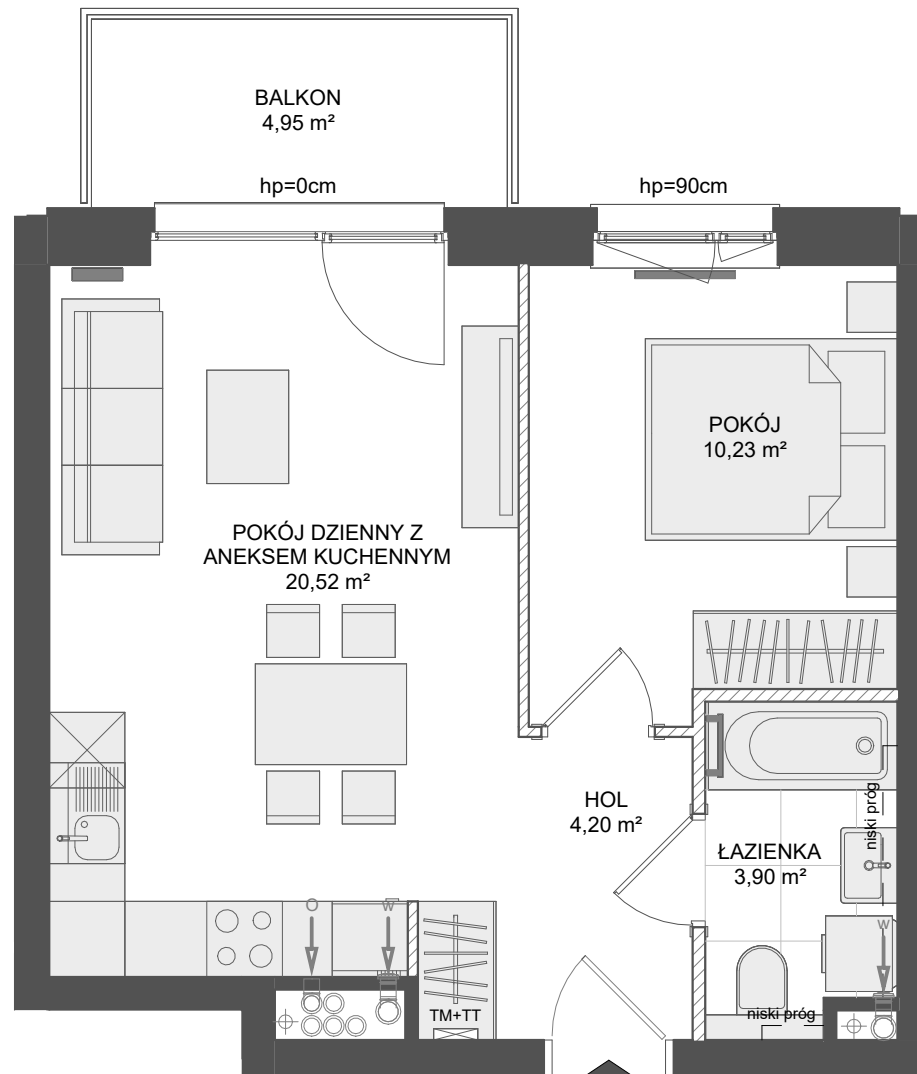 BALKON
4,95 m²
hp=0cm
hp=90cm
POKÓJ
10,23 m²
POKÓJ DZIENNY Z
ANEKSEM KUCHENNYM
20,52 m²
HOL
4,20 m²
niski próg
ŁAZIENKA
3,90 m²
O
W
W
TM+TT
niski próg